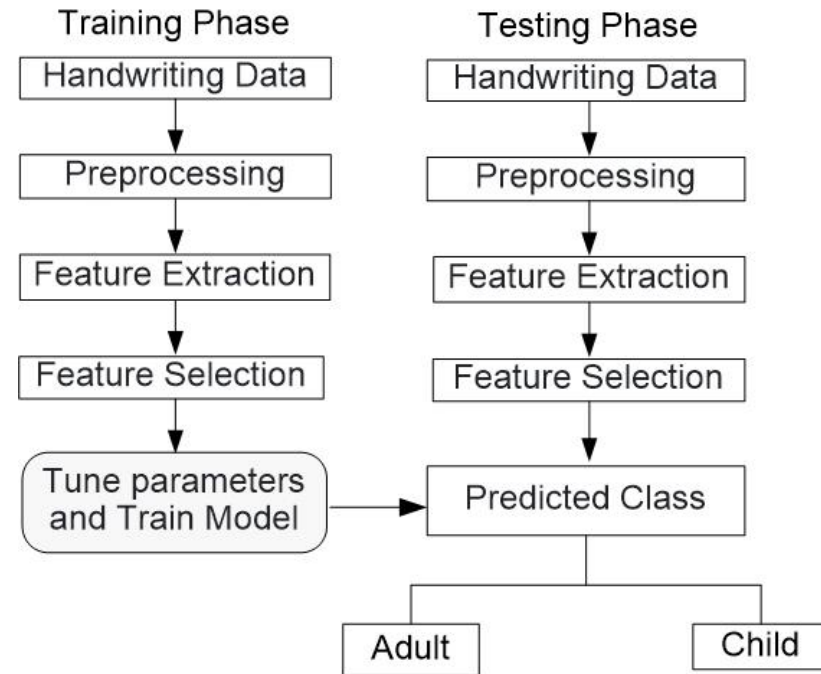 Training Phase
Handwriting Data
Preprocessing
Feature Extraction
Feature Selection
Tune parameters
and Train Model
Testing Phase
Handwriting Data
Preprocessing
Feature Extraction
Feature Selection
Predicted Class
Adult
Child